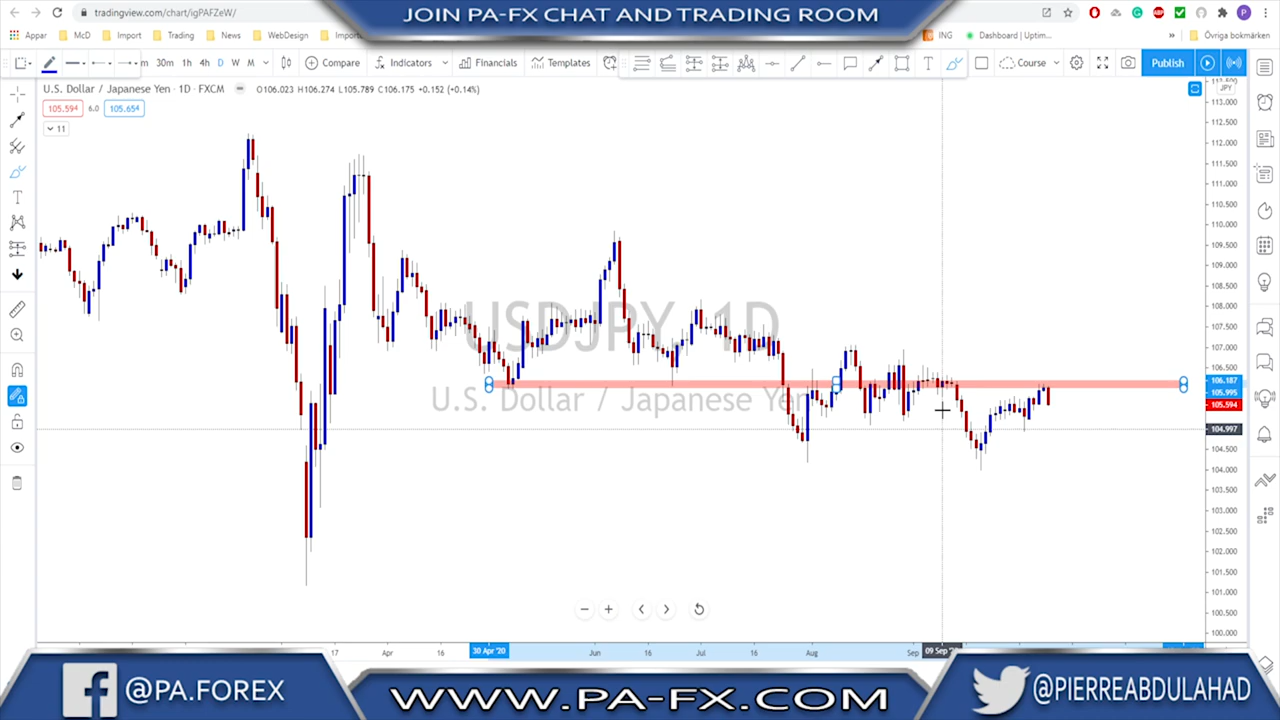 JOIN PA-FX CHAT AND TRADING ROOM
tradingview.com/chart/igPAFZeW/
Appar McD Import Trading News WebDesign ING Dashboard | Uptim... Övriga bokmärken
m 30m 1h 4h D W M Compare Indicators Financials Templates Course Publish
U.S. Dollar / Japanese Yen · 1D · FXCM O106.023 H106.274 L105.789 C106.175 +0.152 (+0.14%)
105.594 6.0 105.654
11
JPY
113.000
112.500
112.000
111.500
111.000
110.500
110.000
109.500
109.000
108.500
108.000
107.500
107.000
106.500
106.187
105.995
105.594
104.997
104.500
104.000
103.500
103.000
102.500
102.000
101.500
101.000
100.500
100.000
USDJPY, 1D
U.S. Dollar / Japanese Yen
17 Apr 16 30 Apr '20 Jun 16 Jul 16 Aug Sep 09 Sep '20
@PA.FOREX
WWW.PA-FX.COM
@PIERREABDULAHAD